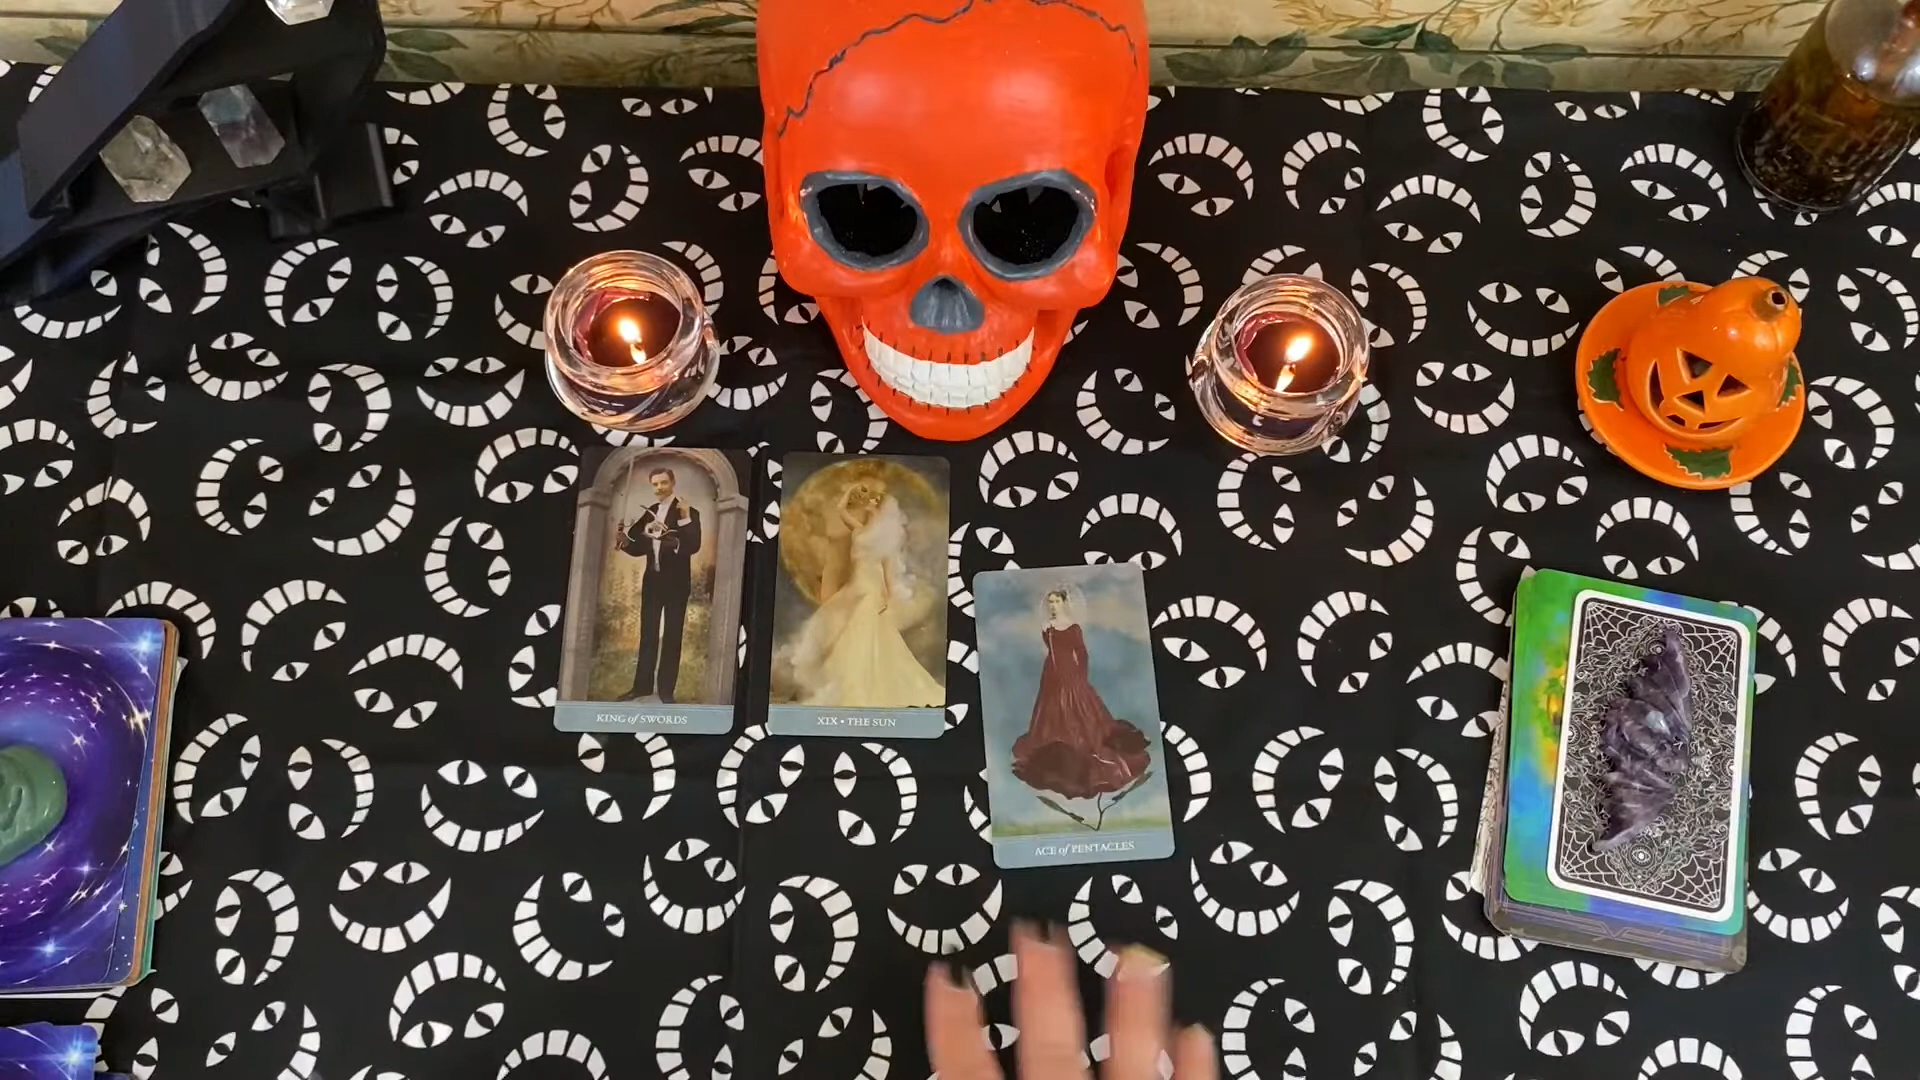 KING of SWORDS
XIX • THE SUN
ACE of PENTACLES